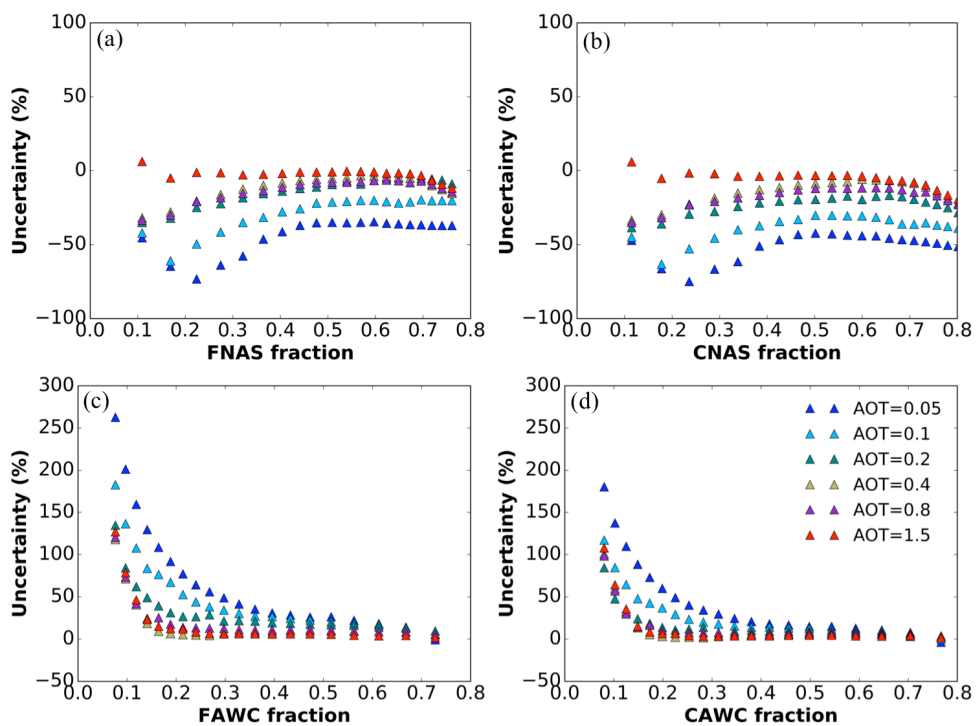 (a)
Uncertainty (%)
100
50
0
−50
−100
0.0 0.1 0.2 0.3 0.4 0.5 0.6 0.7 0.8
FNAS fraction
(b)
Uncertainty (%)
100
50
0
−50
−100
0.0 0.1 0.2 0.3 0.4 0.5 0.6 0.7 0.8
CNAS fraction
(c)
Uncertainty (%)
300
250
200
150
100
50
0
−50
0.0 0.1 0.2 0.3 0.4 0.5 0.6 0.7 0.8
FAWC fraction
(d)
Uncertainty (%)
300
250
200
150
100
50
0
−50
0.0 0.1 0.2 0.3 0.4 0.5 0.6 0.7 0.8
CAWC fraction
AOT=0.05
AOT=0.1
AOT=0.2
AOT=0.4
AOT=0.8
AOT=1.5